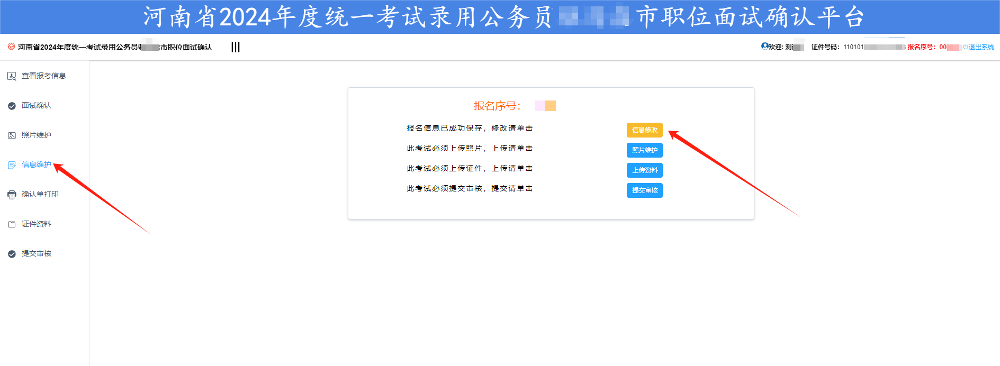 河南省2024年度统一考试录用公务员 市职位面试确认平台
河南省2024年度统一考试录用公务员 市职位面试确认
欢迎: 测 证件号码: 110101 报名序号: 00 退出系统
查看报考信息
面试确认
照片维护
信息维护
确认单打印
证件资料
提交审核
报名序号:
报名信息已成功保存, 修改请单击 信息修改
此考试必须上传照片, 上传请单击 照片维护
此考试必须上传证件, 上传请单击 上传资料
此考试必须提交审核, 提交请单击 提交审核